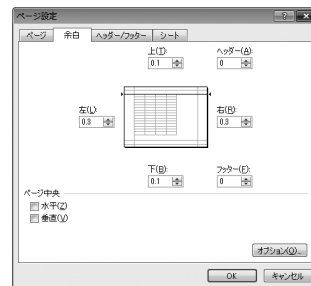 ページ設定
ページ 余白 ヘッダー/フッター シート
上(T): ヘッダー(A):
0.1 0
左(L): 右(R):
0.3 0.3
下(B): フッター(F):
0.1 0
ページ中央
水平(Z)
垂直(V)
オプション(O)...
OK キャンセル